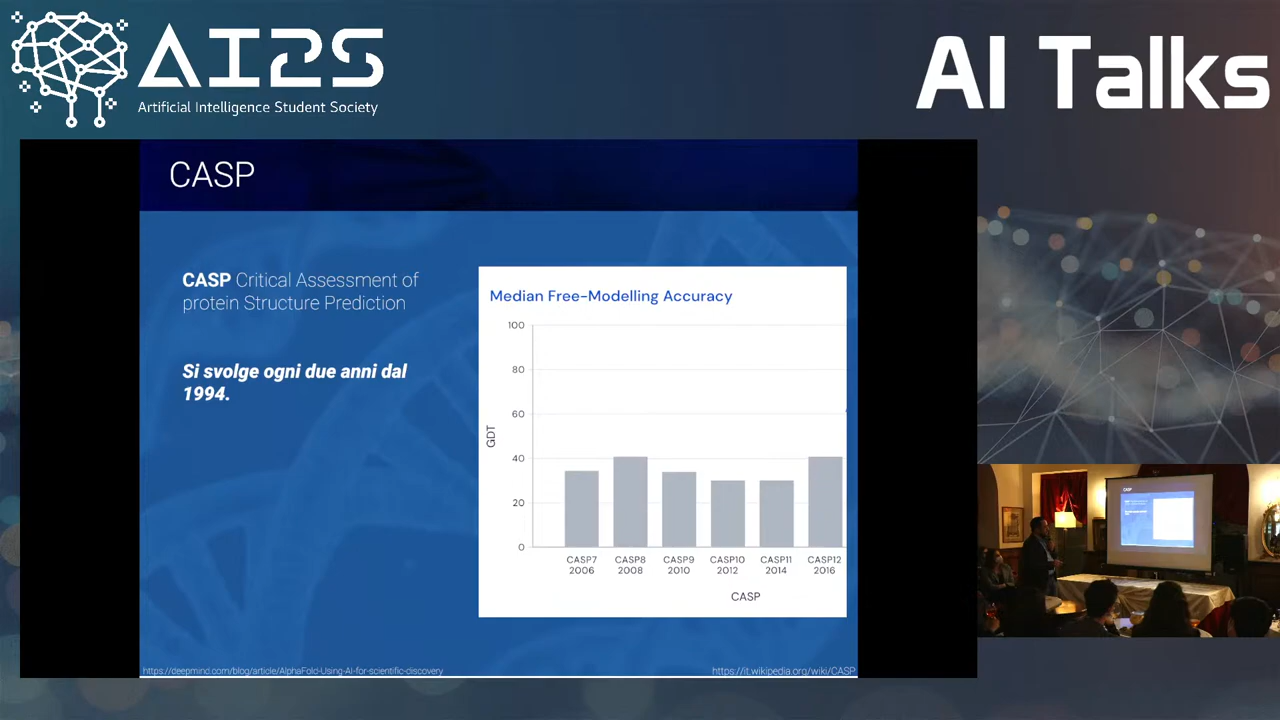 AI2S
Artificial Intelligence Student Society
AI Talks
CASP
CASP Critical Assessment of
protein Structure Prediction
Si svolge ogni due anni dal
1994.
Median Free-Modelling Accuracy
100
80
60
40
20
0
GDT
CASP7 CASP8 CASP9 CASP10 CASP11 CASP12
2006 2008 2010 2012 2014 2016
CASP
https://deepmind.com/blog/article/AlphaFold-Using-AI-for-scientific-discovery
https://it.wikipedia.org/wiki/CASP
CASP